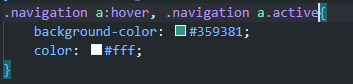 .navigation a:hover, .navigation a.active{
    background-color: #359381;
    color: #fff;
}